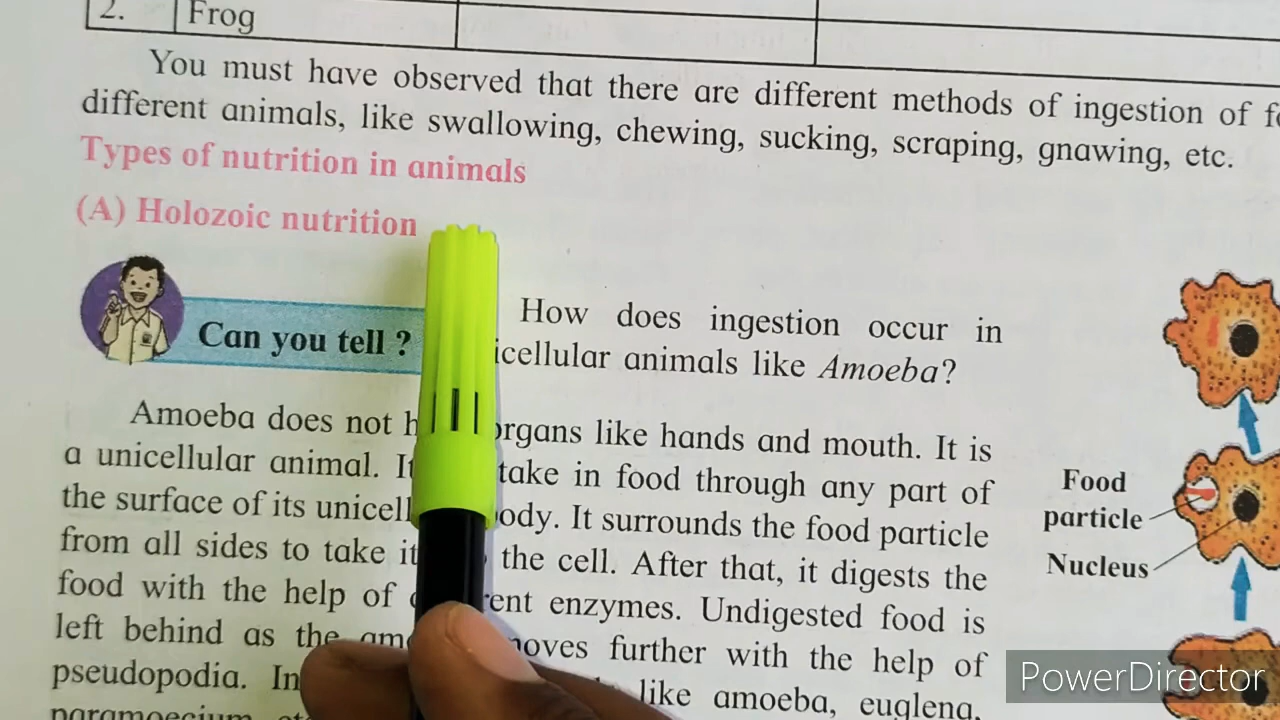 2. Frog
You must have observed that there are different methods of ingestion of
different animals, like swallowing, chewing, sucking, scraping, gnawing, etc.
Types of nutrition in animals
(A) Holozoic nutrition
Can you tell ?
How does ingestion occur in
icellular animals like Amoeba?
Amoeba does not h organs like hands and mouth. It is
a unicellular animal. It take in food through any part of
the surface of its unicell ody. It surrounds the food particle
from all sides to take it the cell. After that, it digests the
food with the help of rent enzymes. Undigested food is
left behind as the am moves further with the help of
pseudopodia. In like amoeba, euglena,
paramoecium,
Food
particle
Nucleus
PowerDirector